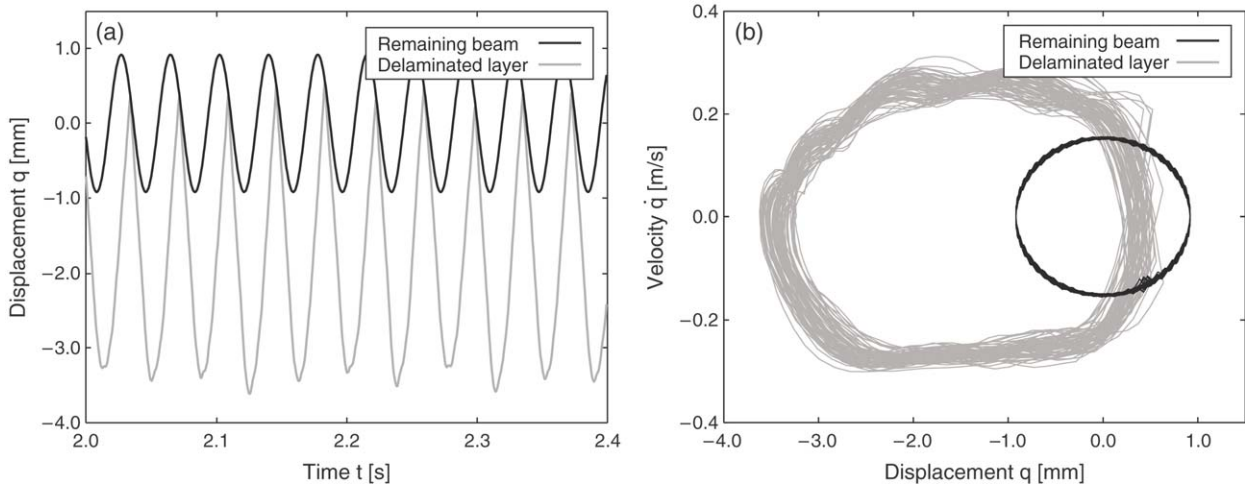 (a)
Remaining beam
Delaminated layer
1.0
0.0
−1.0
−2.0
−3.0
−4.0
Displacement q [mm]
2.0 2.1 2.2 2.3 2.4
Time t [s]
(b)
Remaining beam
Delaminated layer
0.4
0.2
0.0
−0.2
−0.4
Velocity q̇ [m/s]
−4.0 −3.0 −2.0 −1.0 0.0 1.0
Displacement q [mm]